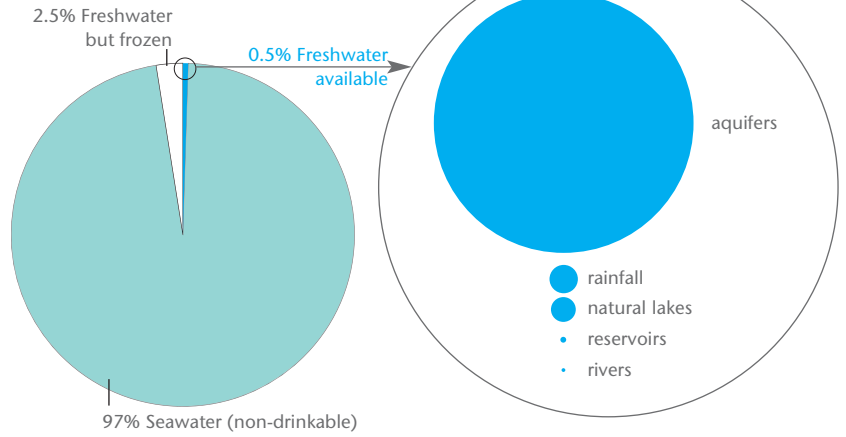 2.5% Freshwater
but frozen
0.5% Freshwater
available
aquifers
rainfall
natural lakes
reservoirs
rivers
97% Seawater (non-drinkable)